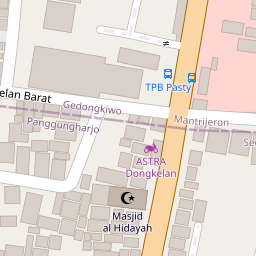 TPB Pasty
elan Barat
Gedongkiwo
Mantrijeron
Panggungharjo
Se
ASTRA
Dongkelan
Masjid
al Hidayah